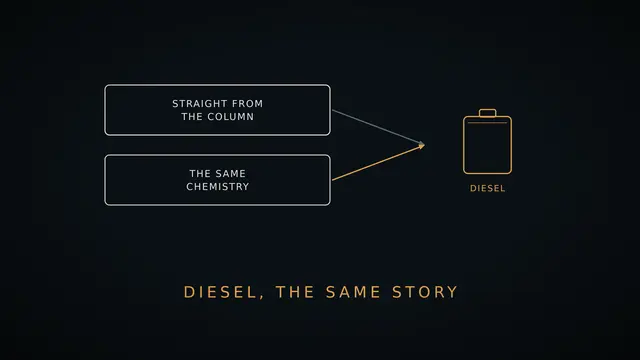 STRAIGHT FROM
THE COLUMN
THE SAME
CHEMISTRY
DIESEL
DIESEL, THE SAME STORY